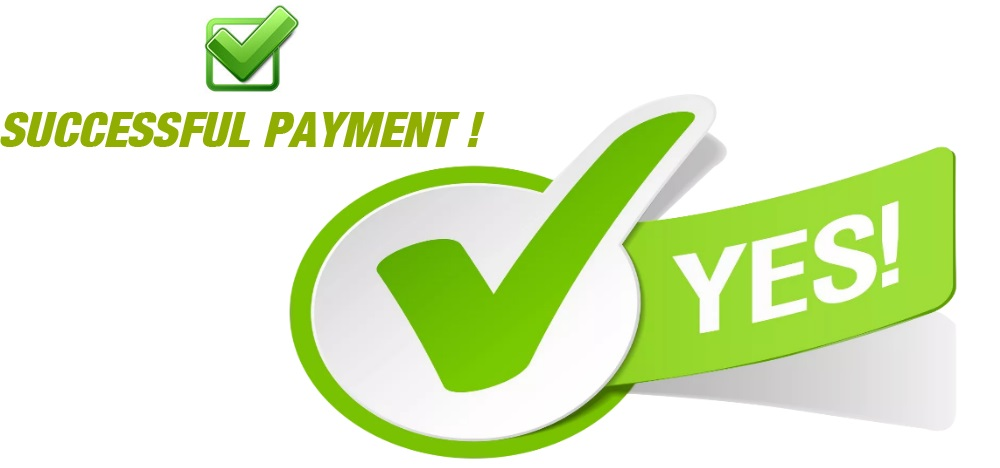 SUCCESSFUL PAYMENT !
YES!